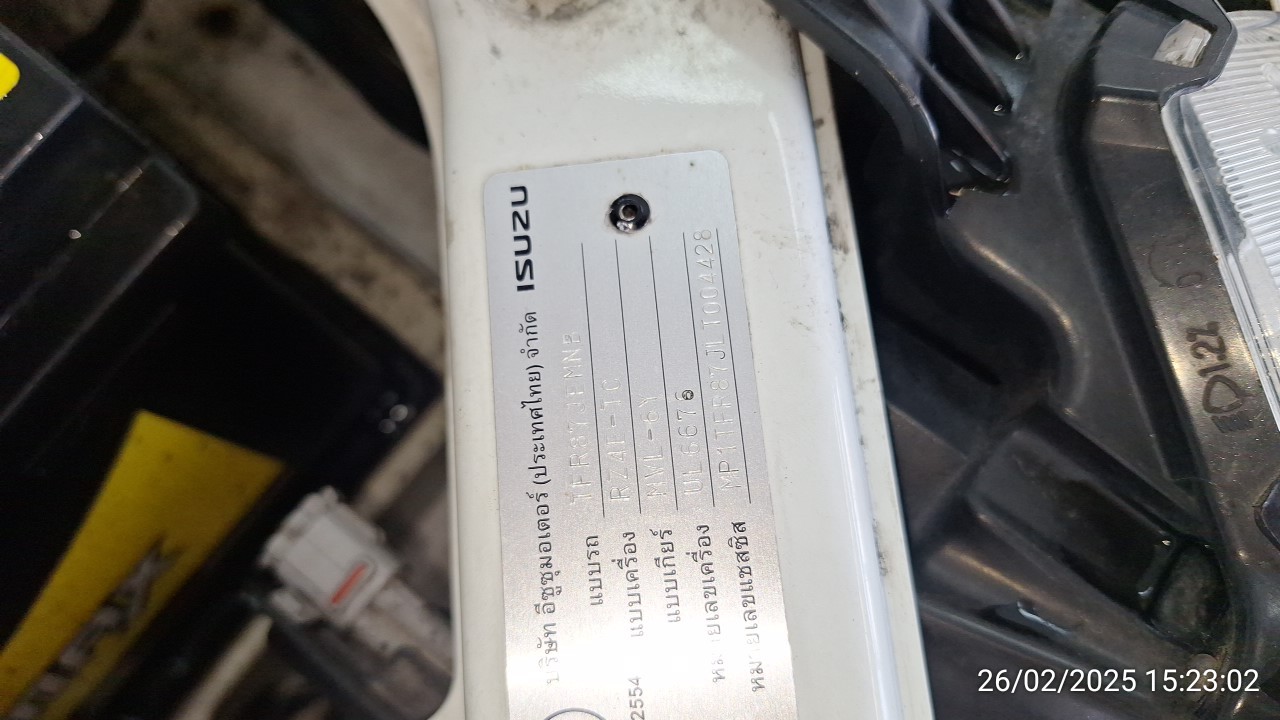 ISUZU
บริษัท อีซูซุมอเตอร์ (ประเทศไทย) จำกัด
แบบรถ TFR87JEMNB
2554 แบบเครื่อง RZ4E-TC
แบบเกียร์ MVL-6Y
หมายเลขเครื่อง UL6676
หมายเลขแชสซิส MP1TFR87JLT004428
26/02/2025 15:23:02